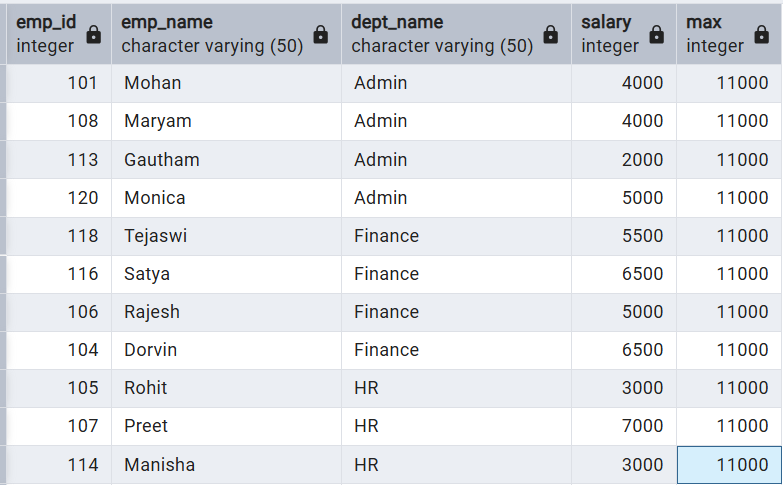 emp_id emp_name dept_name salary max
integer character varying (50) character varying (50) integer integer
101 Mohan Admin 4000 11000
108 Maryam Admin 4000 11000
113 Gautham Admin 2000 11000
120 Monica Admin 5000 11000
118 Tejaswi Finance 5500 11000
116 Satya Finance 6500 11000
106 Rajesh Finance 5000 11000
104 Dorvin Finance 6500 11000
105 Rohit HR 3000 11000
107 Preet HR 7000 11000
114 Manisha HR 3000 11000